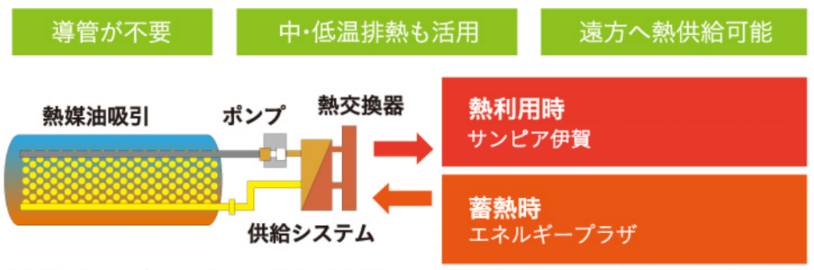 導管が不要
中・低温排熱も活用
遠方へ熱供給可能
熱媒油吸引
ポンプ
熱交換器
供給システム
熱利用時
サンピア伊賀
蓄熱時
エネルギープラザ